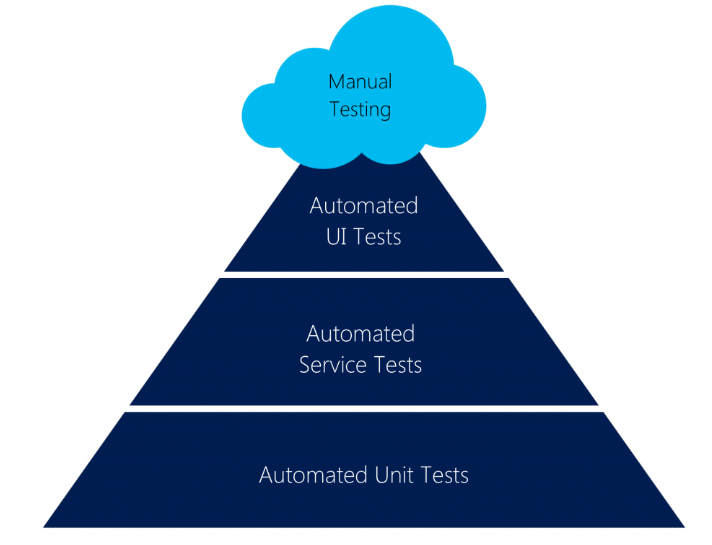 Manual
Testing
Automated
UI Tests
Automated
Service Tests
Automated Unit Tests